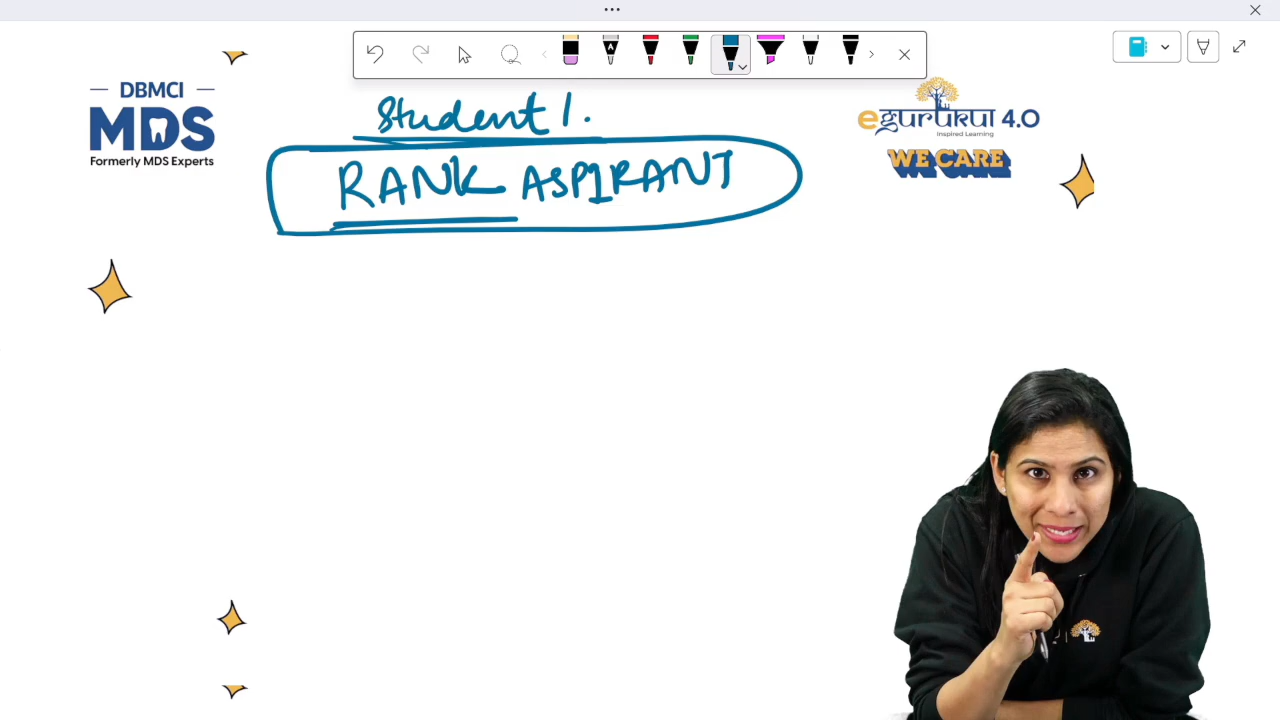 DBMCI
MDS
Formerly MDS Experts
Student 1.
RANK ASPIRANT
egurukul 4.0
Inspired Learning
WE CARE